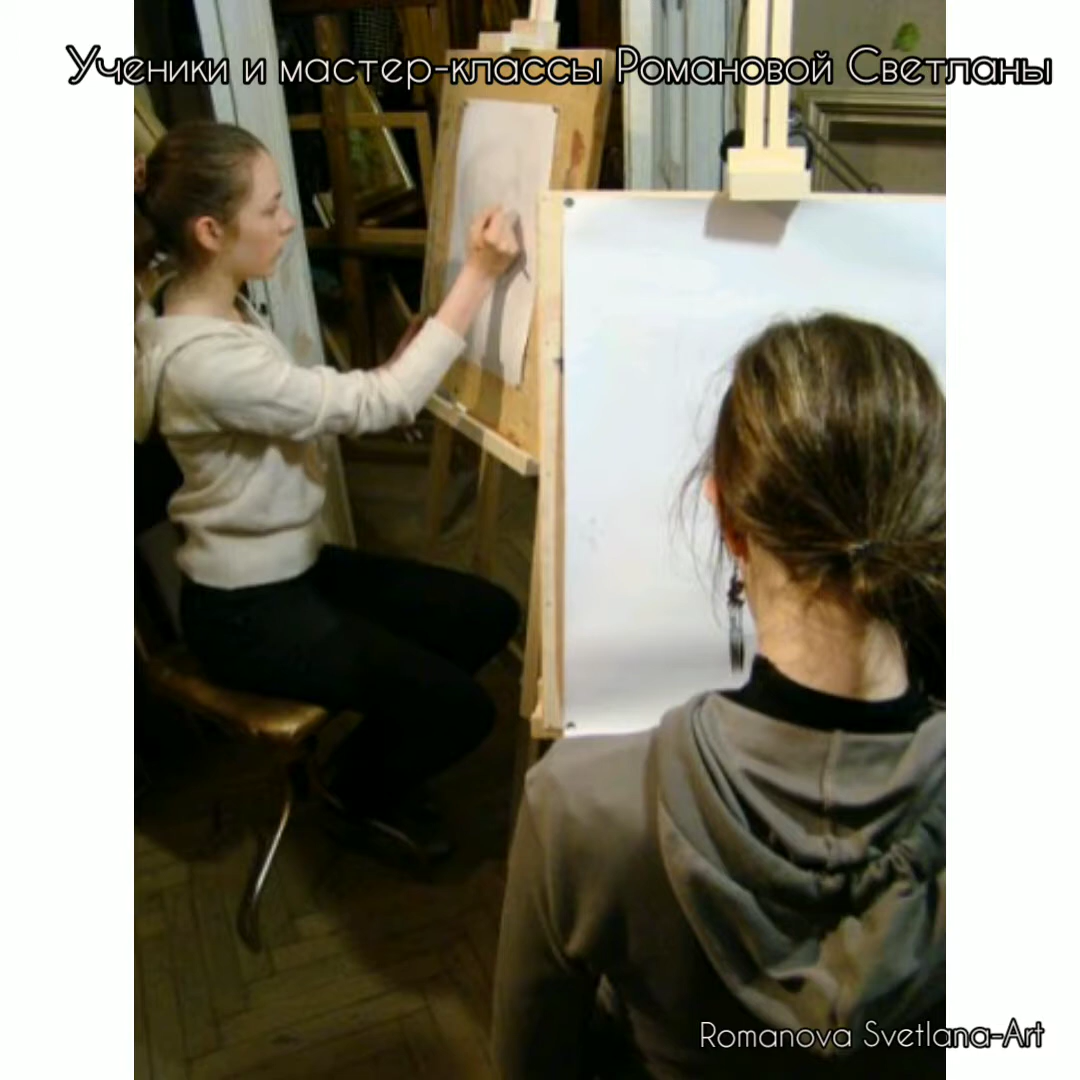 Ученики и мастер-классы Романовой Светланы
Romanova Svetlana-Art